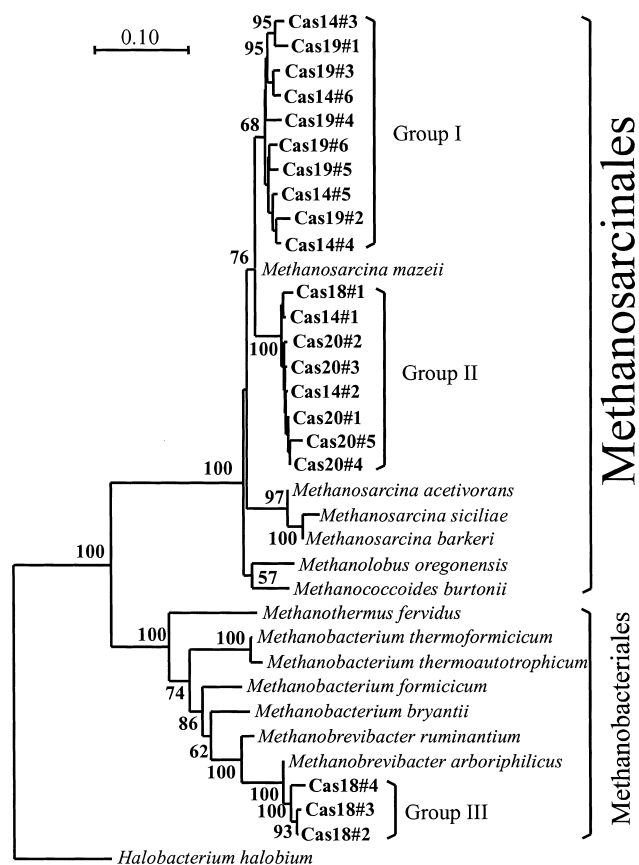 95 Cas14#3
0.10
95 Cas19#1
Cas19#3
Cas14#6
68 Cas19#4
Group I
Cas19#6
Cas19#5
Cas14#5
Cas19#2
Cas14#4
76 Methanosarcina mazeii
Cas18#1
Cas14#1
100 Cas20#2
Cas20#3
Group II
Cas14#2
Cas20#1
Cas20#5
Cas20#4
100
97 Methanosarcina acetivorans
Methanosarcina siciliae
100 Methanosarcina barkeri
100
Methanolobus oregonensis
57
Methanococcoides burtonii
Methanosarcinales
Methanothermus fervidus
100
100 Methanobacterium thermoformicicum
Methanobacterium thermoautotrophicum
74
Methanobacterium formicicum
86
Methanobacterium bryantii
62
Methanobrevibacter ruminantium
100
Methanobrevibacter arboriphilicus
100 Cas18#4
100 Cas18#3
Group III
93 Cas18#2
Methanobacteriales
Halobacterium halobium